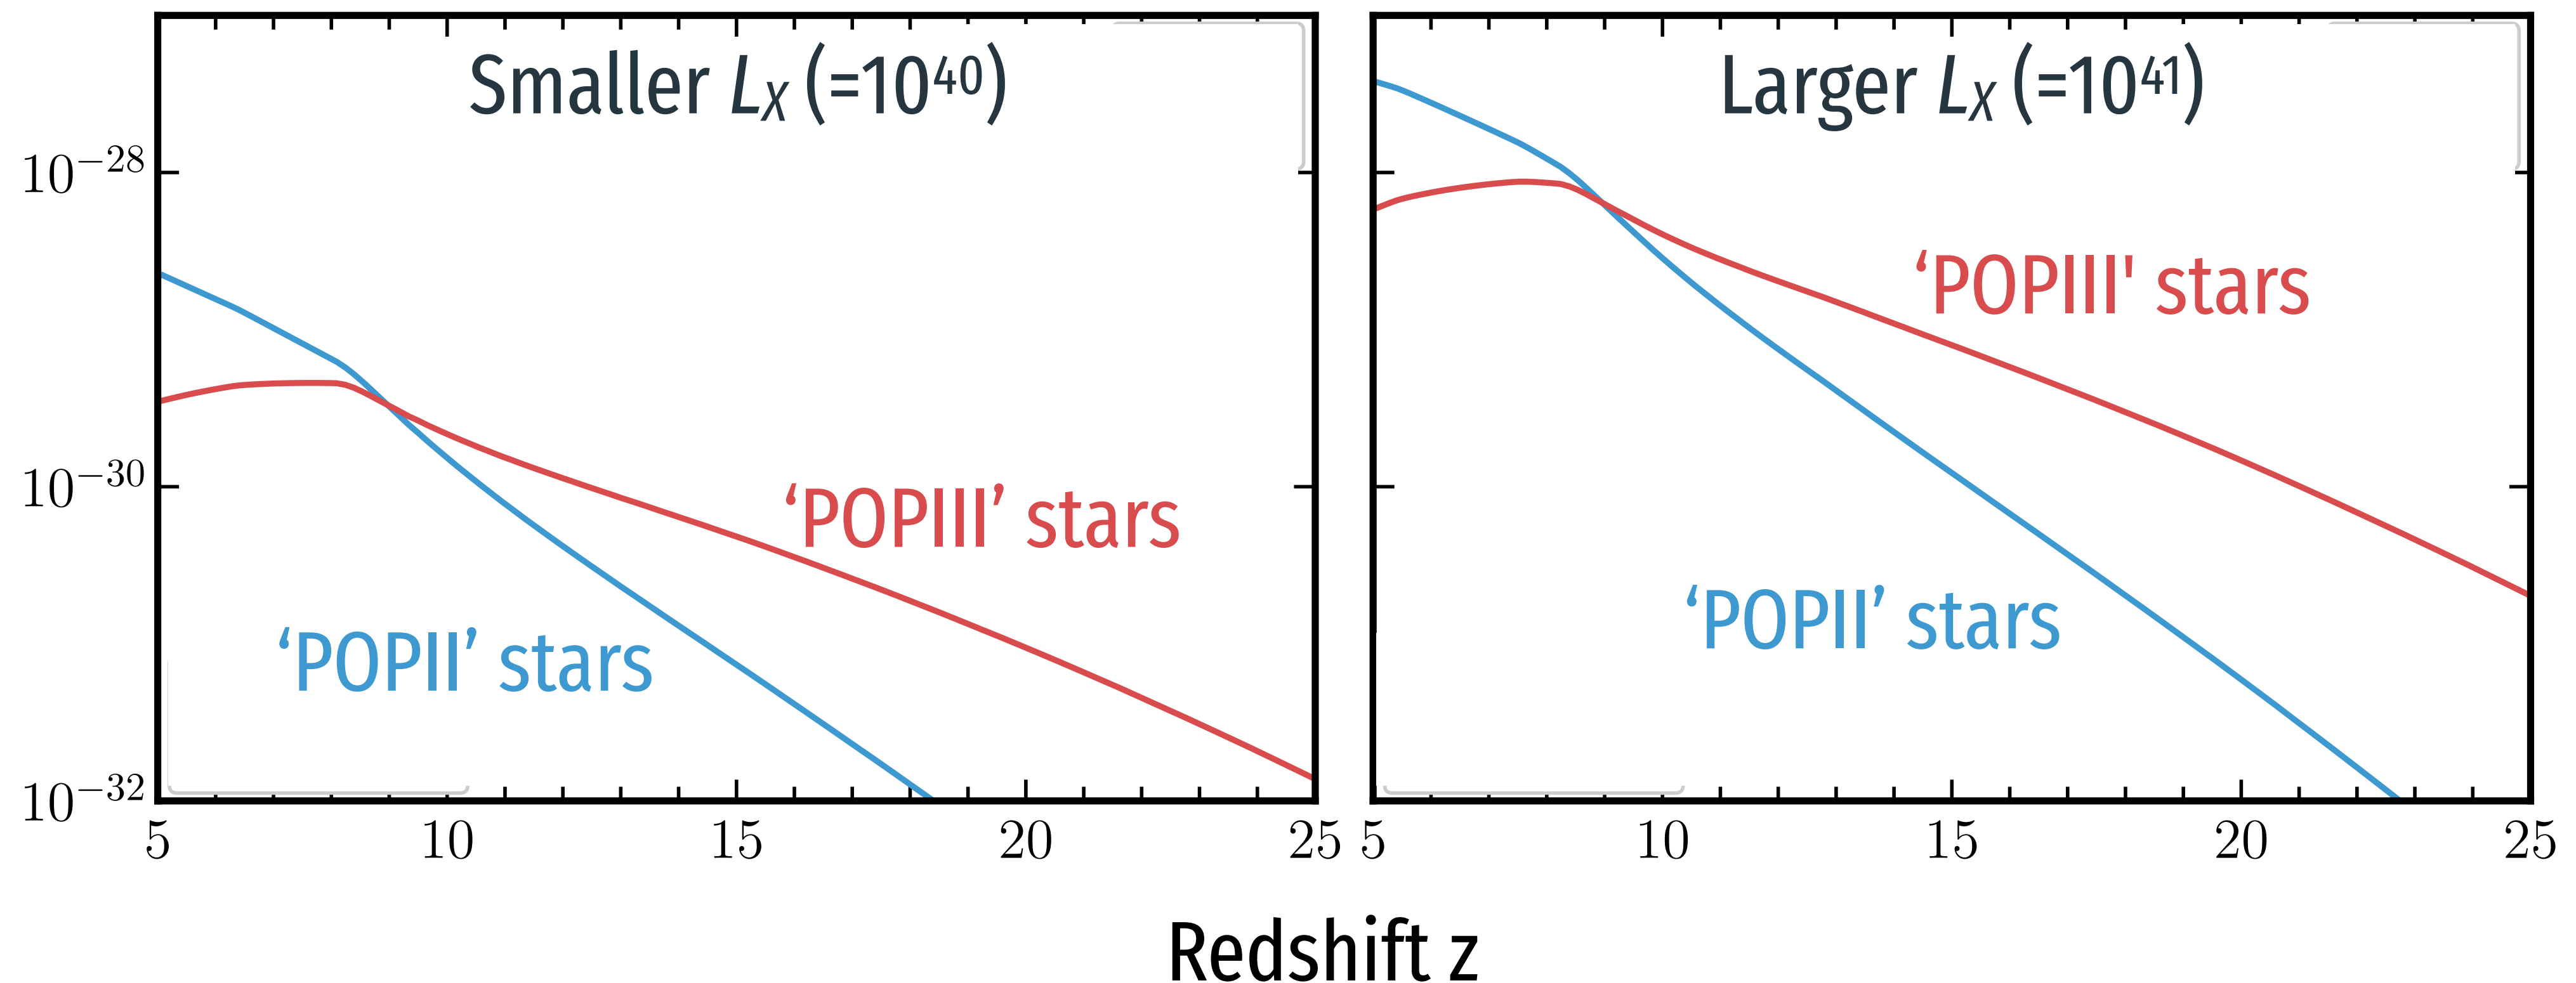 Smaller L_X (=10^40)
Larger L_X (=10^41)
10^−28
10^−30
10^−32
‘POPIII’ stars
‘POPII’ stars
‘POPIII' stars
‘POPII’ stars
5 10 15 20 25
5 10 15 20 25
Redshift z